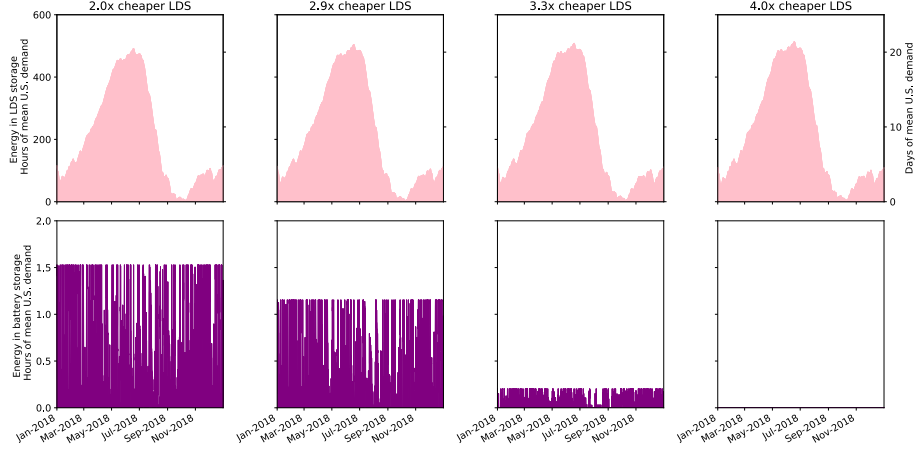 2.0x cheaper LDS
2.9x cheaper LDS
3.3x cheaper LDS
4.0x cheaper LDS
Energy in LDS storage
Hours of mean U.S. demand
600
400
200
0
20
10
0
Days of mean U.S. demand
Energy in battery storage
Hours of mean U.S. demand
2.0
1.5
1.0
0.5
0.0
Jan-2018
Mar-2018
May-2018
Jul-2018
Sep-2018
Nov-2018
Jan-2018
Mar-2018
May-2018
Jul-2018
Sep-2018
Nov-2018
Jan-2018
Mar-2018
May-2018
Jul-2018
Sep-2018
Nov-2018
Jan-2018
Mar-2018
May-2018
Jul-2018
Sep-2018
Nov-2018